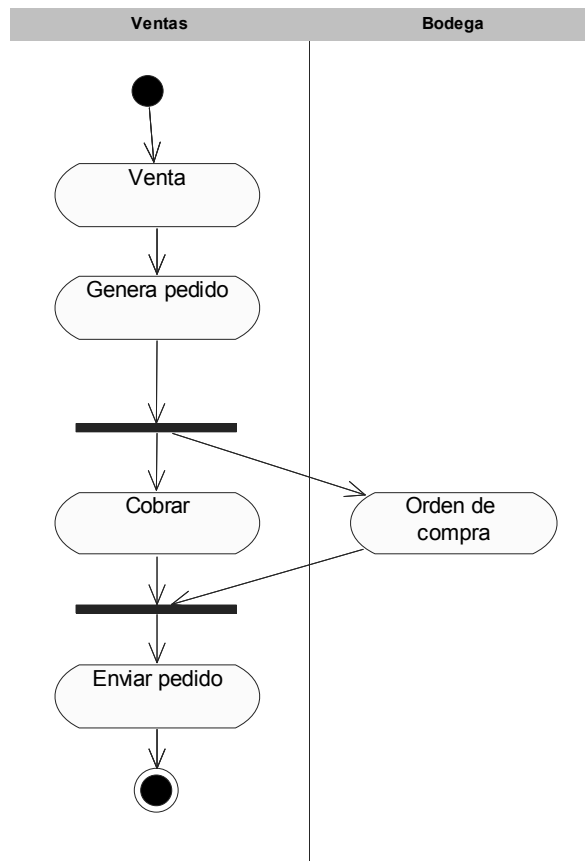 Ventas
Bodega
Venta
Genera pedido
Cobrar
Orden de
compra
Enviar pedido